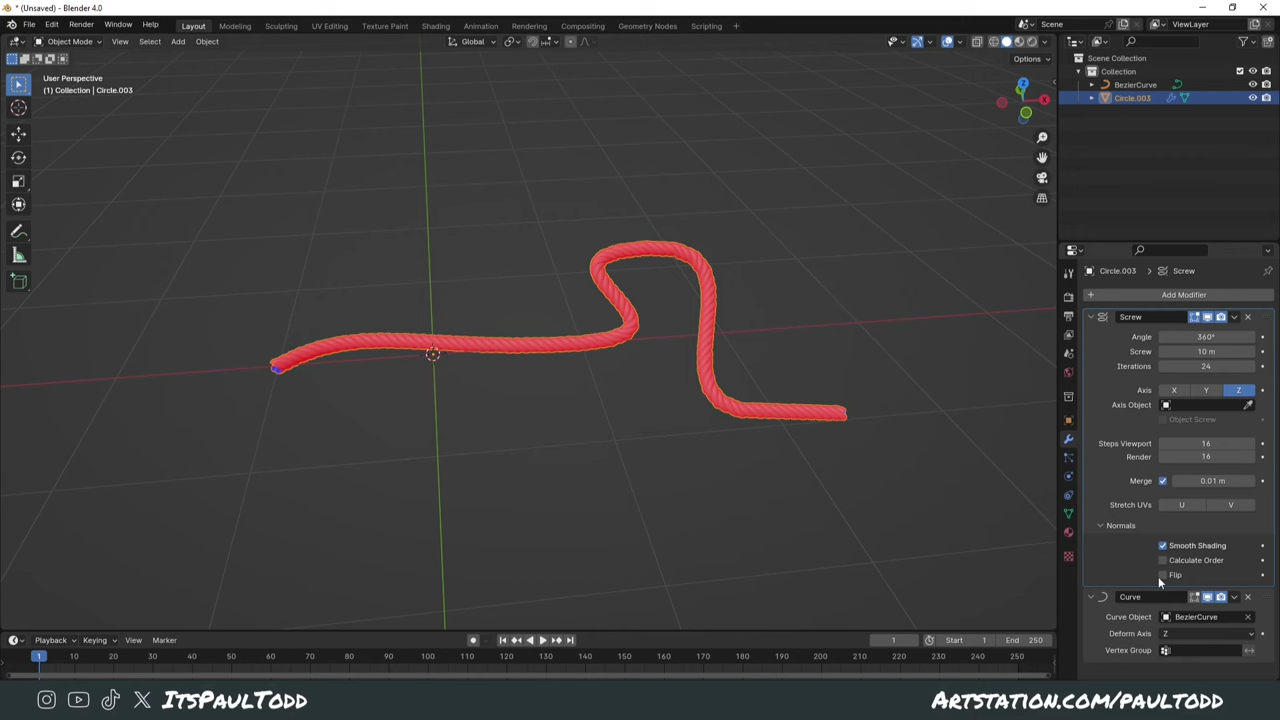 * (Unsaved) - Blender 4.0
File Edit Render Window Help Layout Modeling Sculpting UV Editing Texture Paint Shading Animation Rendering Compositing Geometry Nodes Scripting Scene ViewLayer
Object Mode View Select Add Object Global
Options
User Perspective
(1) Collection | Circle.003
Z
X
Scene Collection
Collection
BezierCurve
Circle.003
Circle.003 > Screw
Add Modifier
Screw
Angle 360°
Screw 10 m
Iterations 24
Axis X Y Z
Axis Object
Object Screw
Steps Viewport 16
Render 16
Merge 0.01 m
Stretch UVs U V
Normals
Smooth Shading
Calculate Order
Flip
Curve
Curve Object BezierCurve
Deform Axis Z
Vertex Group
Playback Keying View Marker 1 Start 1 End 250
1 10 20 30 40 50 60 70 80 90 100 110 120 130 140 150 160 170 180 190 200 210 220 230 240 250
ItsPaulTodd Artstation.com/paultodd